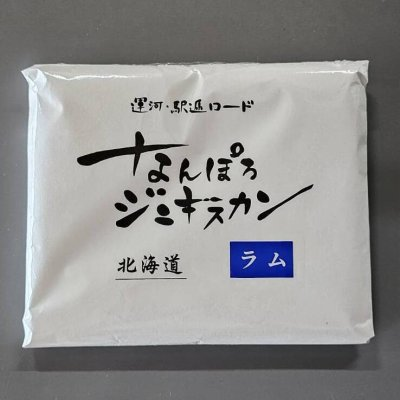 運河・駅逓ロード
なんぽろ
ジンギスカン
北海道
ラム